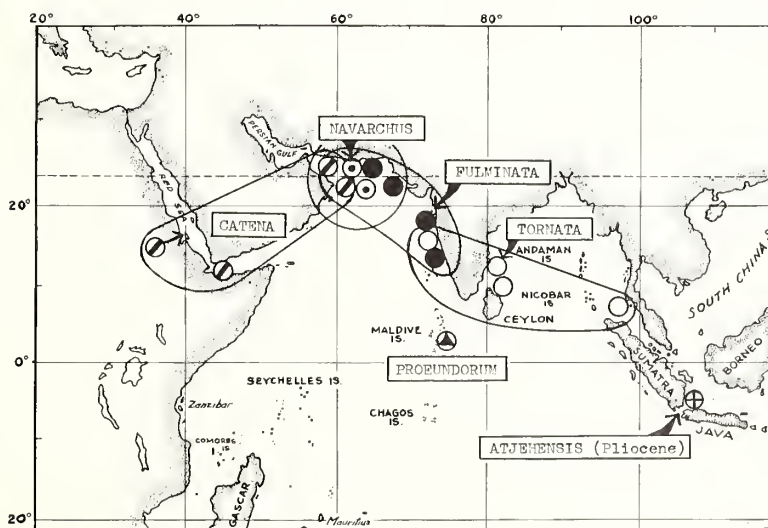 20° 40° 60° 80° 100°
NAVARCHUS
PERSIAN GULF
FULMINATA
RED SEA
20°
CATENA
TORNATA
ANDAMAN
IS
NICOBAR
IS
SOUTH CHINA
CEYLON
MALDIVE
IS.
0°
PROEUNDORUM
BORNEO
SUMATRA
SEYCHELLES IS.
Zanzibar
CHAGOS
IS.
JAVA
COMORES
IS
ATJEHENSIS (Pliocene)
GASCAR
20°
Mauritius